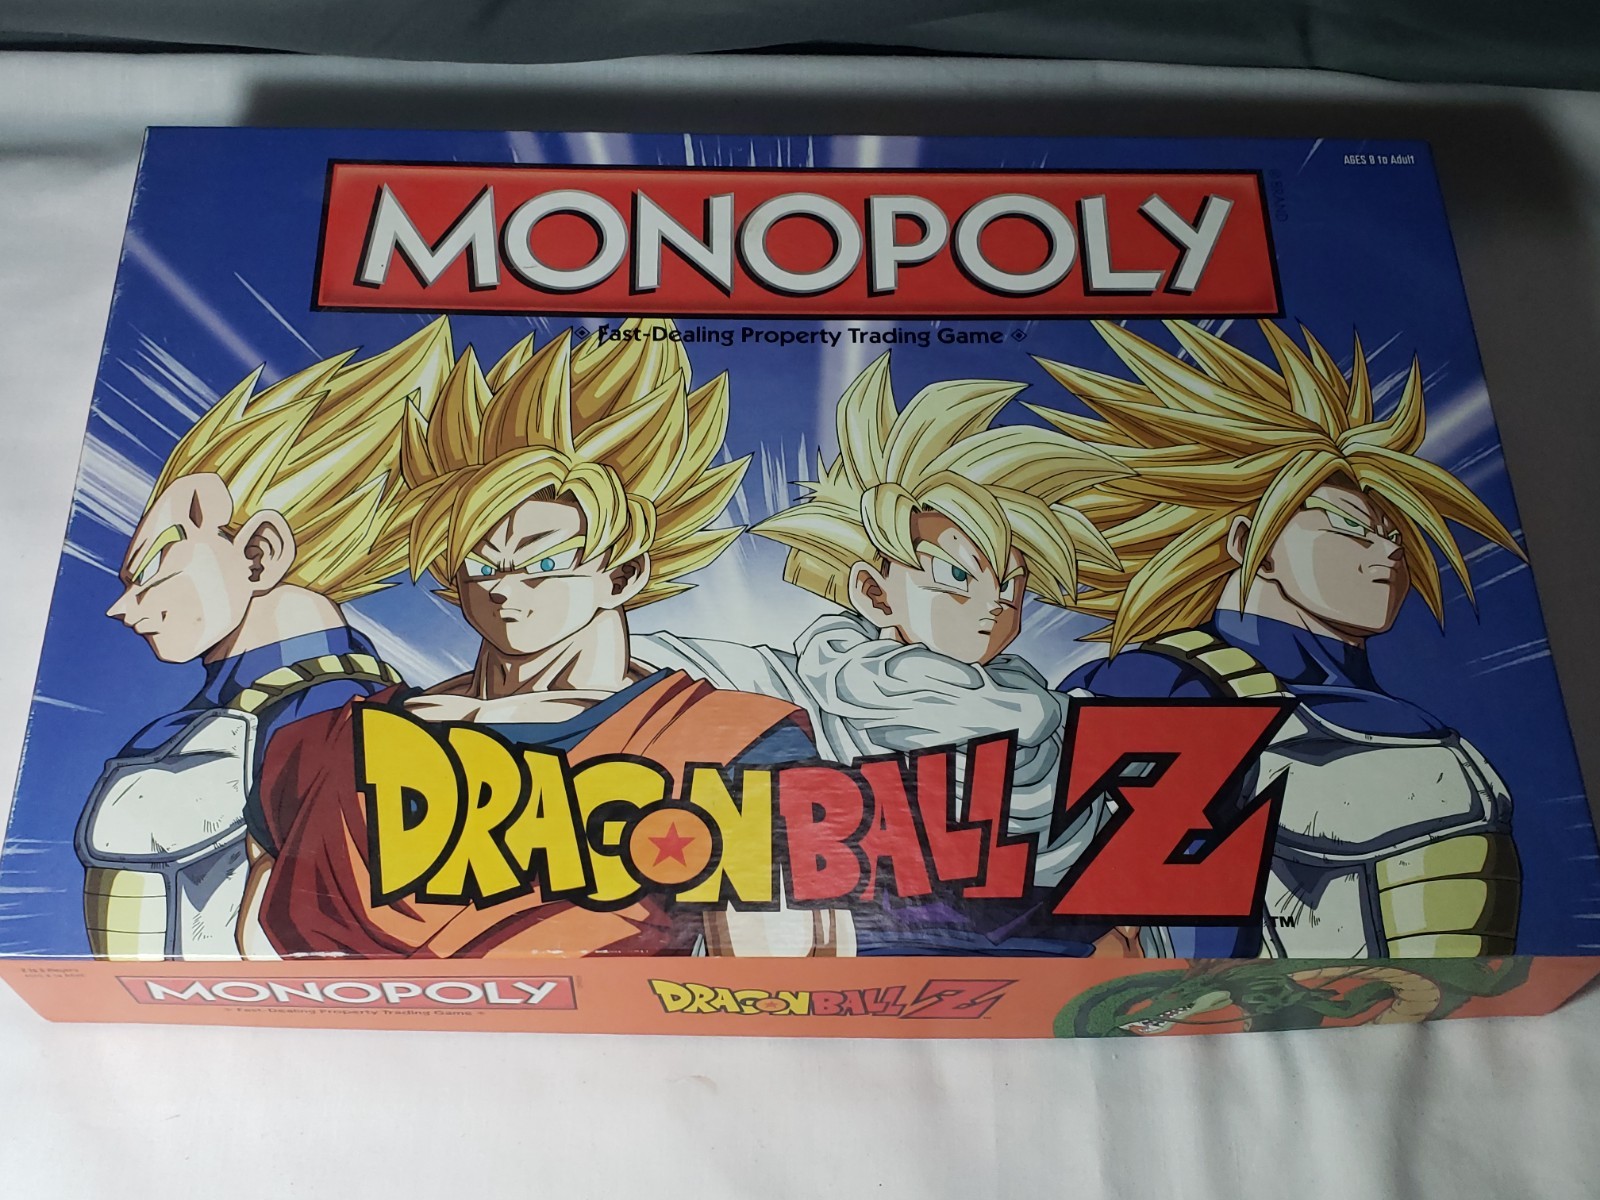 AGES 8 to Adult
MONOPOLY
Fast-Dealing Property Trading Game
DRAGON BALL Z
TM
MONOPOLY
Fast-Dealing Property Trading Game
DRAGON BALL Z